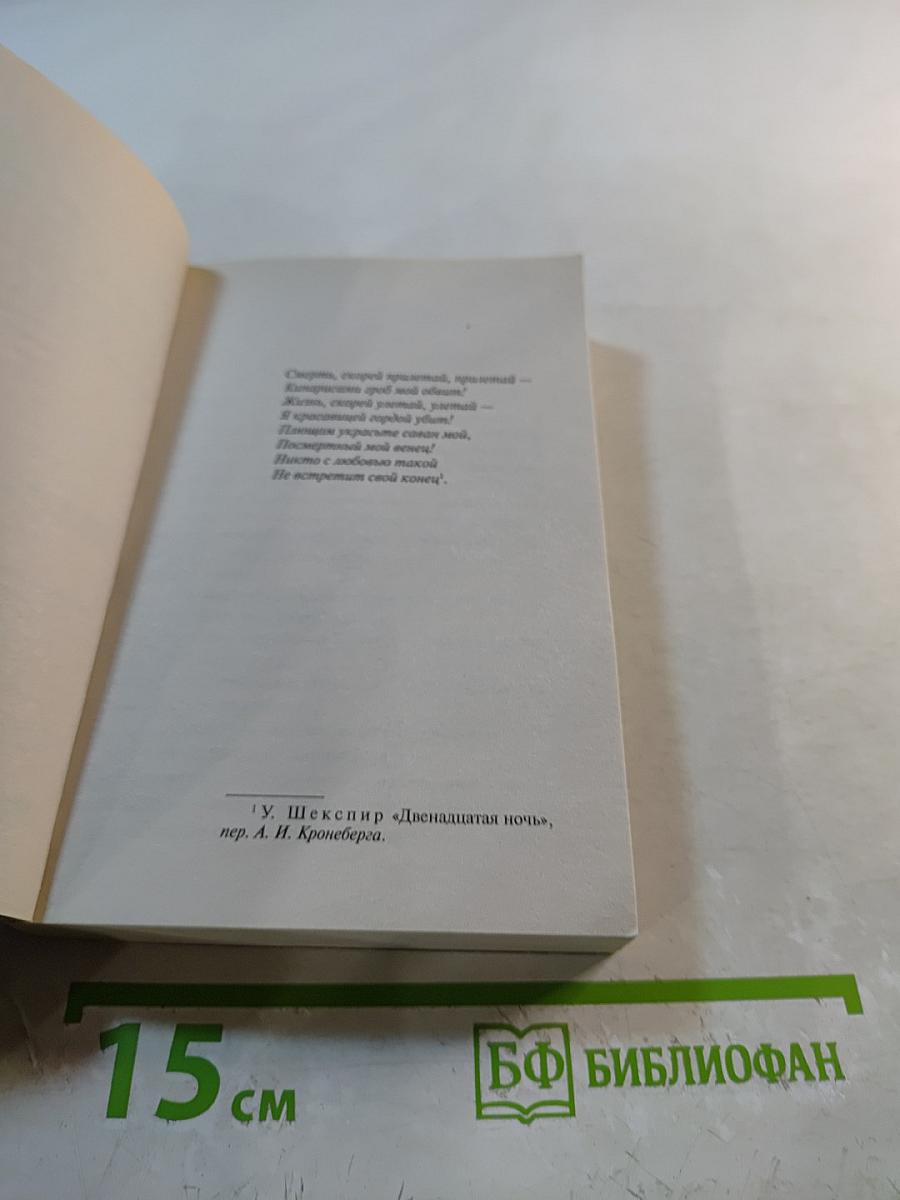 Смерть, скорей прилетай, прилетай —
Кипарисами гроб мой обвит!
Жизнь, скорей улетай, улетай —
Я красавицей гордой убит!
Плющом украсьте саван мой,
Посмертный мой венец!
Никто с любовью такой
Не встретит свой конец¹.
¹ У. Шекспир «Двенадцатая ночь»,
пер. А. И. Кронеберга.
15 см
БФ БИБЛИОФАН